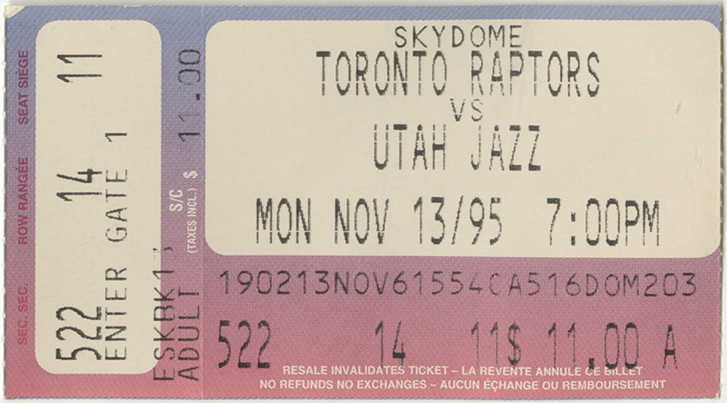 SEC. SEC. ROW RANGÉE SEAT SIÈGE
522 14 11
ENTER GATE 1
ESKBK13
ADULT 11.00
S/C $
(TAXES INCL.)
SKYDOME
TORONTO RAPTORS
VS
UTAH JAZZ
MON NOV 13/95 7:00PM
190213NOV61554CA516DOM203
522 14 11$ 11.00 A
RESALE INVALIDATES TICKET – LA REVENTE ANNULE CE BILLET
NO REFUNDS NO EXCHANGES – AUCUN ÉCHANGE OU REMBOURSEMENT